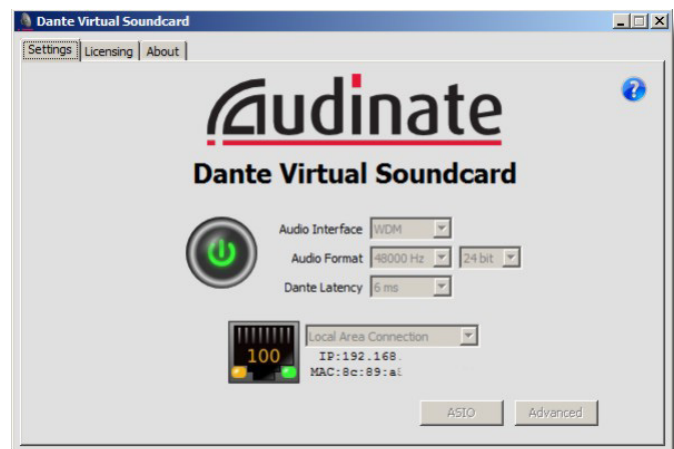 Dante Virtual Soundcard
Settings Licensing About
Audinate
Dante Virtual Soundcard
Audio Interface WDM
Audio Format 48000 Hz 24 bit
Dante Latency 6 ms
Local Area Connection
100
IP:192.168.
MAC:8c:89:a
ASIO Advanced